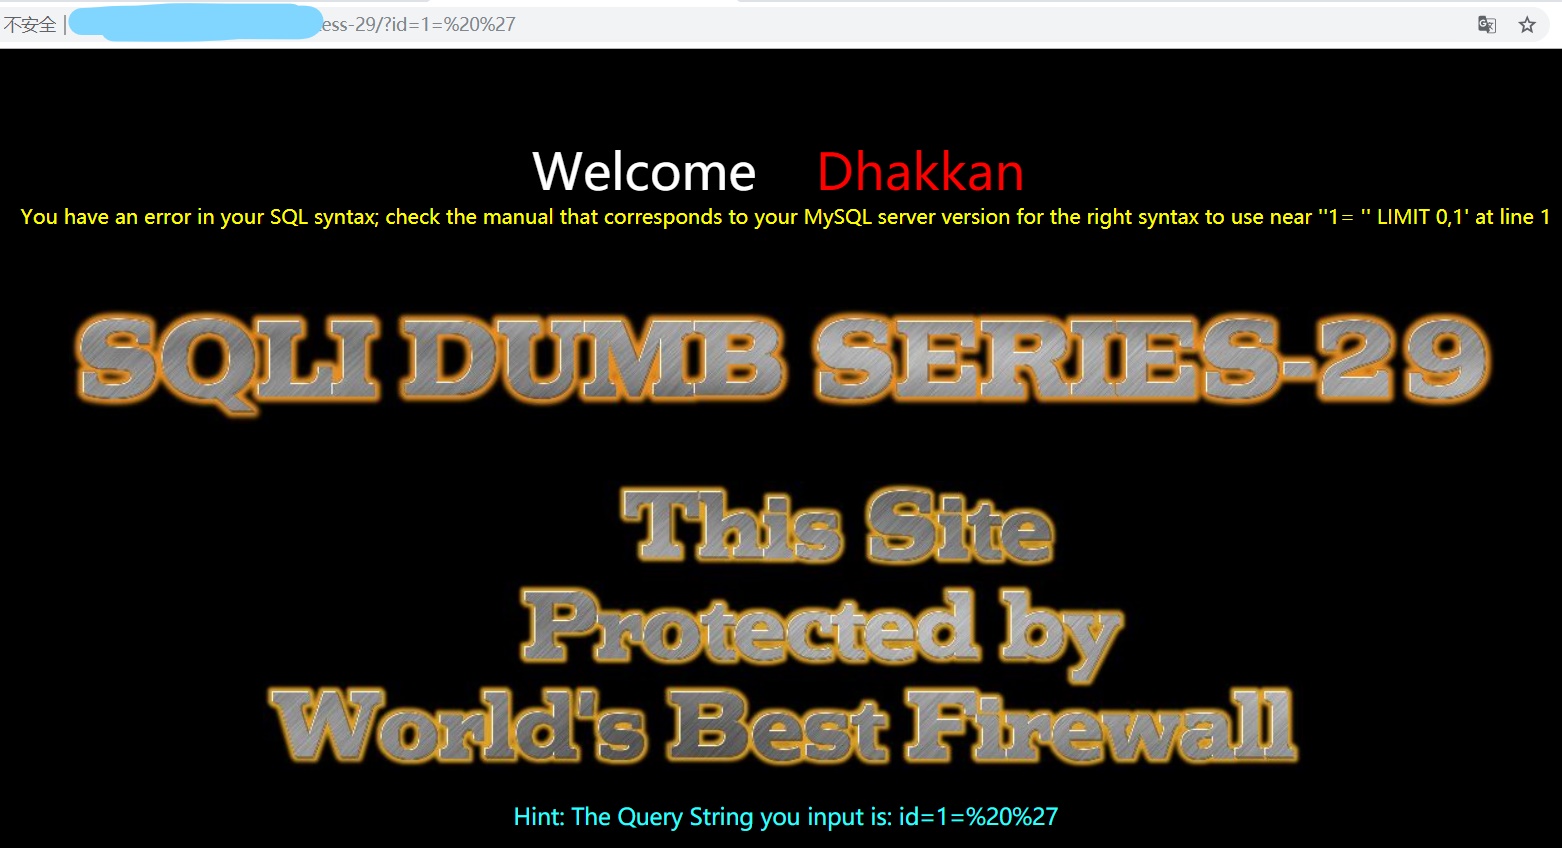 不安全 | ess-29/?id=1=%20%27
Welcome Dhakkan
You have an error in your SQL syntax; check the manual that corresponds to your MySQL server version for the right syntax to use near ''1= '' LIMIT 0,1' at line 1
SQLI DUMB SERIES-29
This Site
Protected by
World's Best Firewall
Hint: The Query String you input is: id=1=%20%27